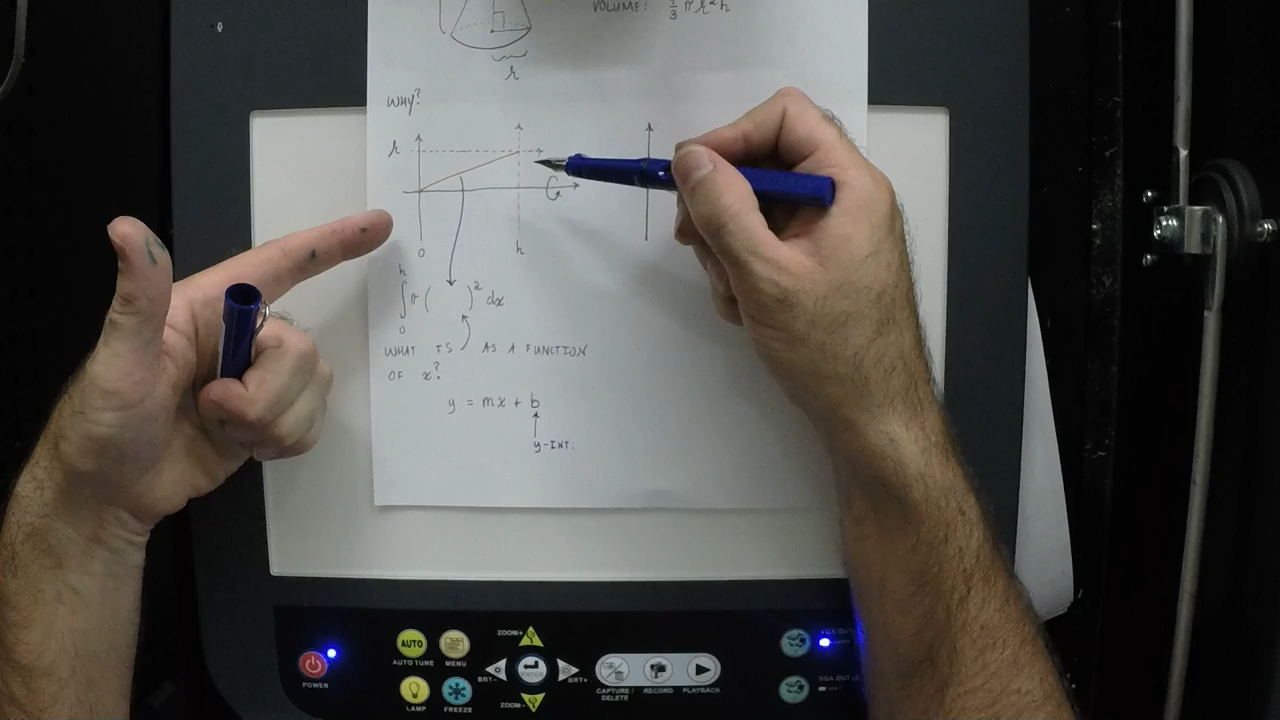 VOLUME: 1/3 π r² h
r
WHY?
r
0
h
h
∫ π ( )² dx
0
WHAT IS AS A FUNCTION
OF x?
y = mx + b
y-INT.
POWER
AUTO
AUTO TUNE
MENU
LAMP
FREEZE
ZOOM+
BRT-
BRT+
ZOOM-
CAPTURE/
DELETE
RECORD
PLAYBACK